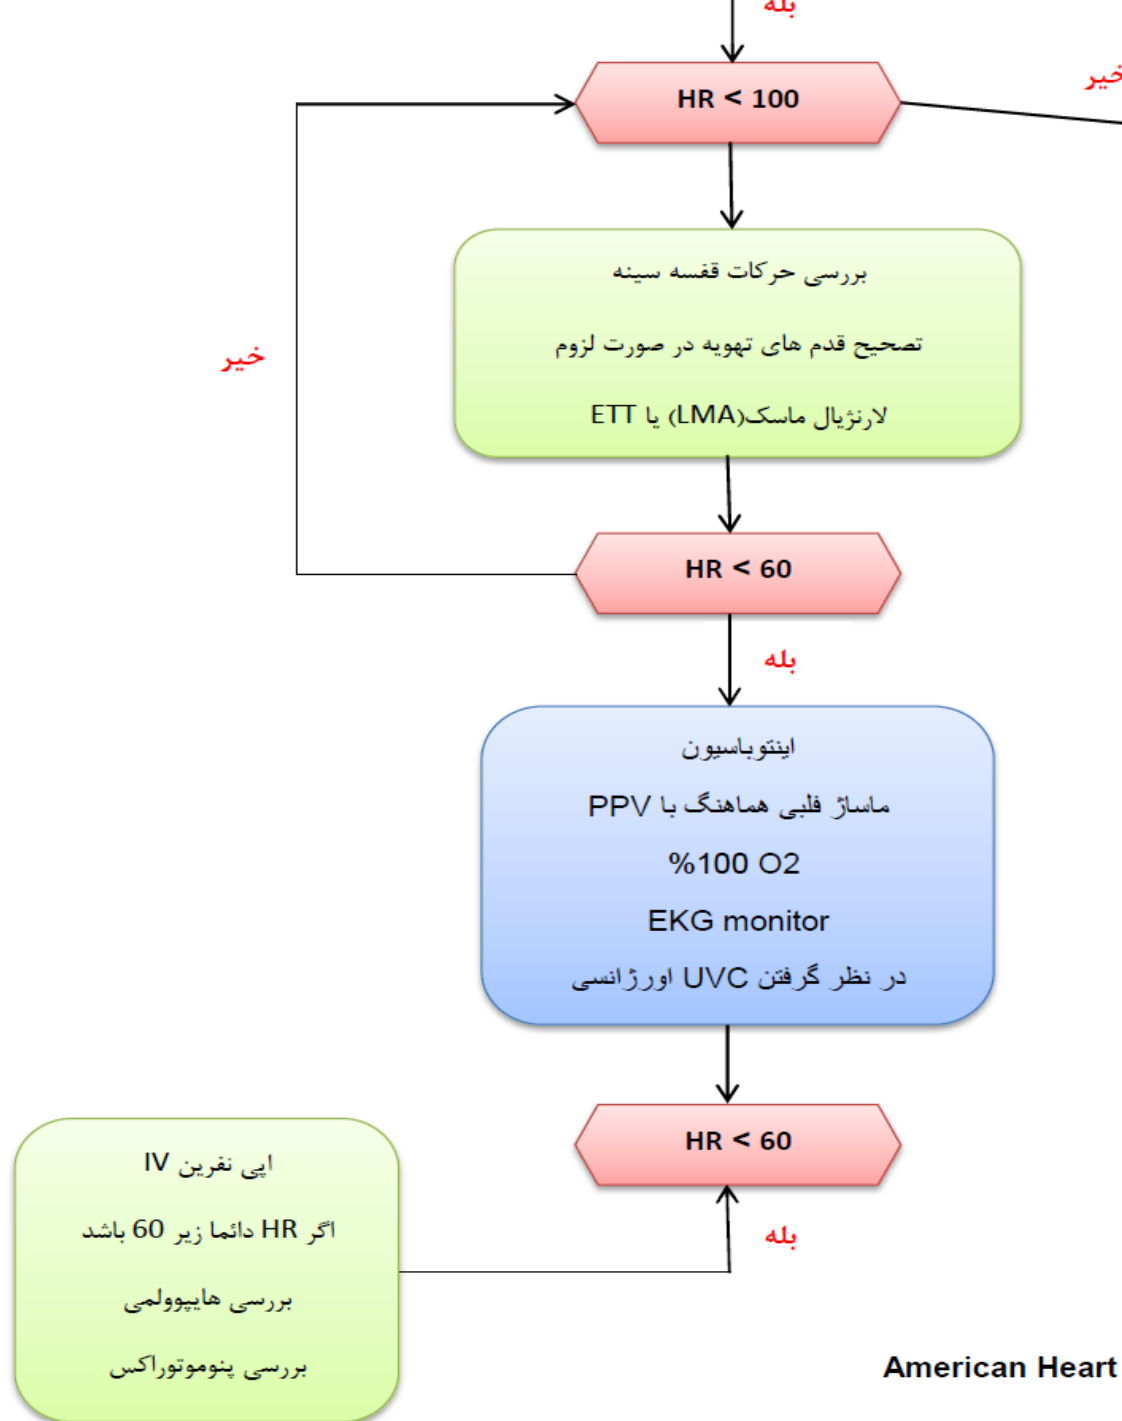 بله
HR < 100
خیر
بررسی حرکات قفسه سینه
تصحیح قدم های تهویه در صورت لزوم
لارنژیال ماسک(LMA) یا ETT
خیر
HR < 60
بله
اینتوباسیون
ماساژ قلبی هماهنگ با PPV
%100 O2
EKG monitor
در نظر گرفتن UVC اورژانسی
HR < 60
بله
اپی نفرین IV
اگر HR دائما زیر 60 باشد
بررسی هایپوولمی
بررسی پنوموتوراکس
American Heart